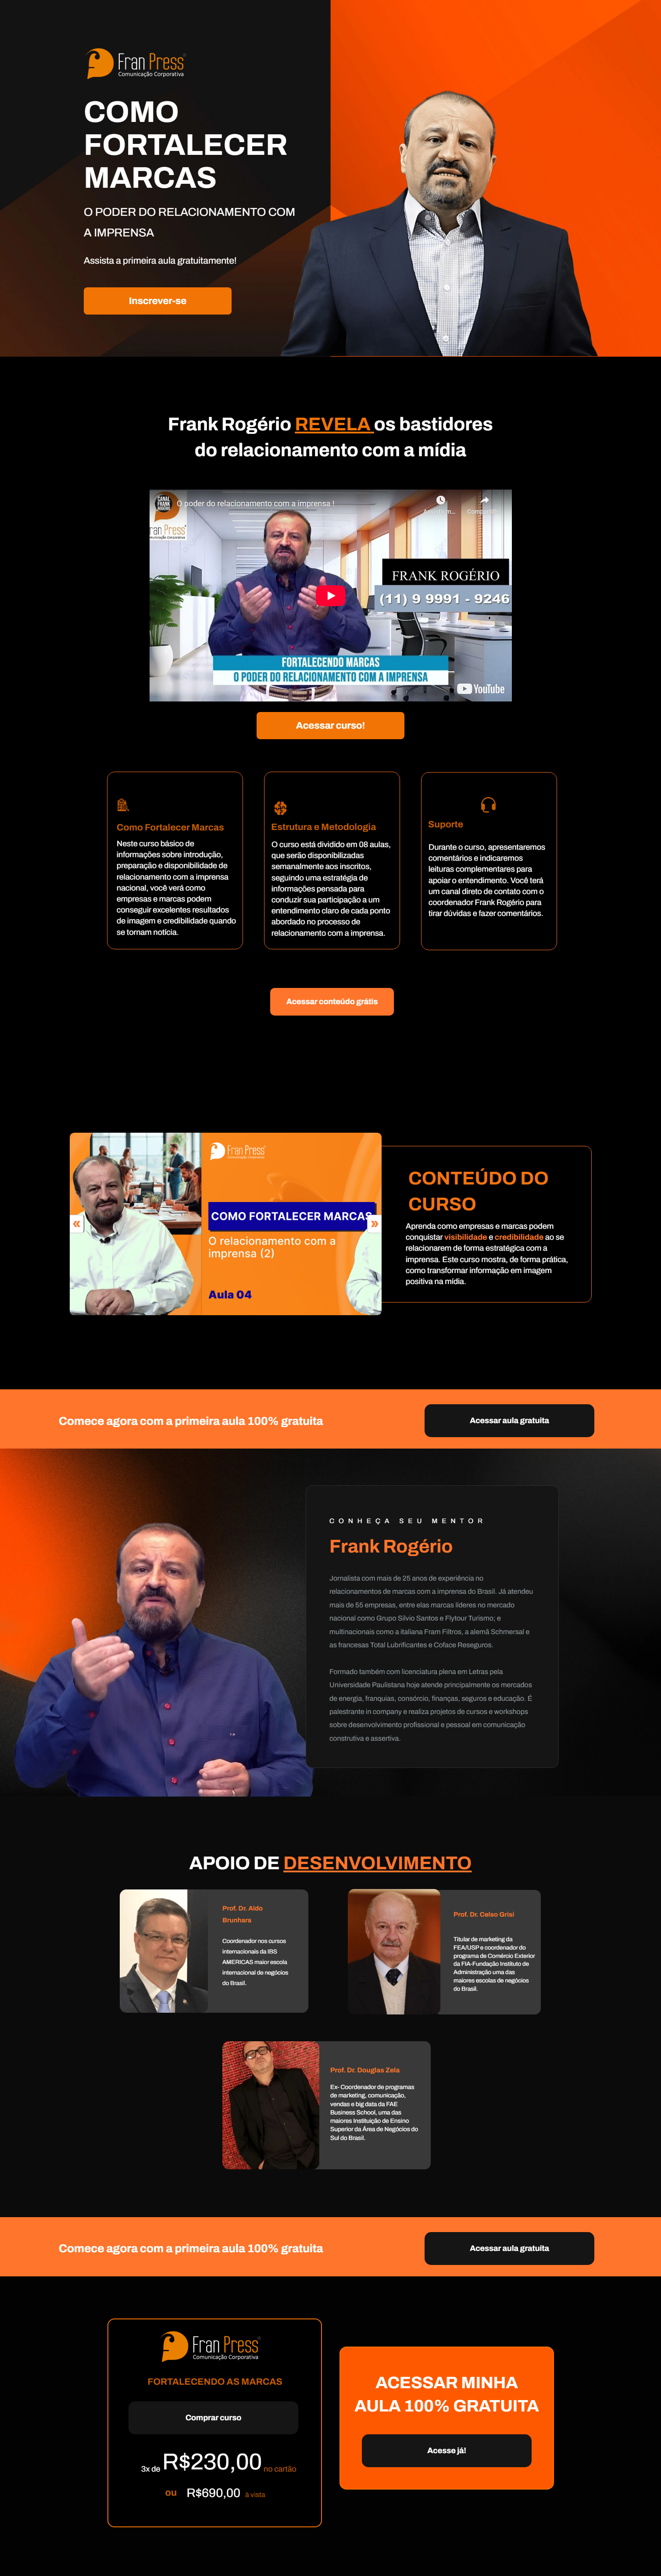 Fran Press
Comunicação Corporativa
COMO
FORTALECER
MARCAS
O PODER DO RELACIONAMENTO COM
A IMPRENSA
Assista a primeira aula gratuitamente!
Inscrever-se
Frank Rogério REVELA os bastidores
do relacionamento com a mídia
CANAL
FRANK
ROGÉRIO
O poder do relacionamento com a imprensa !
ran Press
FRANK ROGÉRIO
(11) 9 9991 - 9246
FORTALECENDO MARCAS
O PODER DO RELACIONAMENTO COM A IMPRENSA
YouTube
Acessar curso!
Como Fortalecer Marcas
Neste curso básico de
informações sobre introdução,
preparação e disponibilidade de
relacionamento com a imprensa
nacional, você verá como
empresas e marcas podem
conseguir excelentes resultados
de imagem e credibilidade quando
se tornam notícia.
Estrutura e Metodologia
O curso está dividido em 08 aulas,
que serão disponibilizadas
semanalmente aos inscritos,
seguindo uma estratégia de
informações pensada para
conduzir sua participação a um
entendimento claro de cada ponto
abordado no processo de
relacionamento com a imprensa.
Suporte
Durante o curso, apresentaremos
comentários e indicaremos
leituras complementares para
apoiar o entendimento. Você terá
um canal direto de contato com o
coordenador Frank Rogério para
tirar dúvidas e fazer comentários.
Acessar conteúdo grátis
Fran Press
Comunicação Corporativa
COMO FORTALECER MARCAS
O relacionamento com a
imprensa (2)
Aula 04
«
»
CONTEÚDO DO
CURSO
Aprenda como empresas e marcas podem
conquistar visibilidade e credibilidade ao se
relacionarem de forma estratégica com a
imprensa. Este curso mostra, de forma prática,
como transformar informação em imagem
positiva na mídia.
Comece agora com a primeira aula 100% gratuita
Acessar aula gratuita
CONHEÇA SEU MENTOR
Frank Rogério
Jornalista com mais de 25 anos de experiência no
relacionamentos de marcas com a imprensa do Brasil. Já atendeu
mais de 55 empresas, entre elas marcas líderes no mercado
nacional como Grupo Silvio Santos e Flytour Turismo; e
multinacionais como a italiana Fram Filtros, a alemã Schmersal e
as francesas Total Lubrificantes e Coface Reseguros.
Formado também com licenciatura plena em Letras pela
Universidade Paulistana hoje atende principalmente os mercados
de energia, franquias, consórcio, finanças, seguros e educação. É
palestrante in company e realiza projetos de cursos e workshops
sobre desenvolvimento profissional e pessoal em comunicação
construtiva e assertiva.
APOIO DE DESENVOLVIMENTO
Prof. Dr. Aldo
Brunhara
Coordenador nos cursos
internacionais da IBS
AMERICAS maior escola
internacional de negócios
do Brasil.
Prof. Dr. Celso Grisi
Titular de marketing da
FEA/USP e coordenador do
programa de Comércio Exterior
da FIA-Fundação Instituto de
Administração uma das
maiores escolas de negócios
do Brasil.
Prof. Dr. Douglas Zela
Ex- Coordenador de programas
de marketing, comunicação,
vendas e big data da FAE
Business School, uma das
maiores Instituição de Ensino
Superior da Área de Negócios do
Sul do Brasil.
Comece agora com a primeira aula 100% gratuita
Acessar aula gratuita
Fran Press
Comunicação Corporativa
FORTALECENDO AS MARCAS
Comprar curso
3x de R$230,00 no cartão
ou R$690,00 à vista
ACESSAR MINHA
AULA 100% GRATUITA
Acesse já!